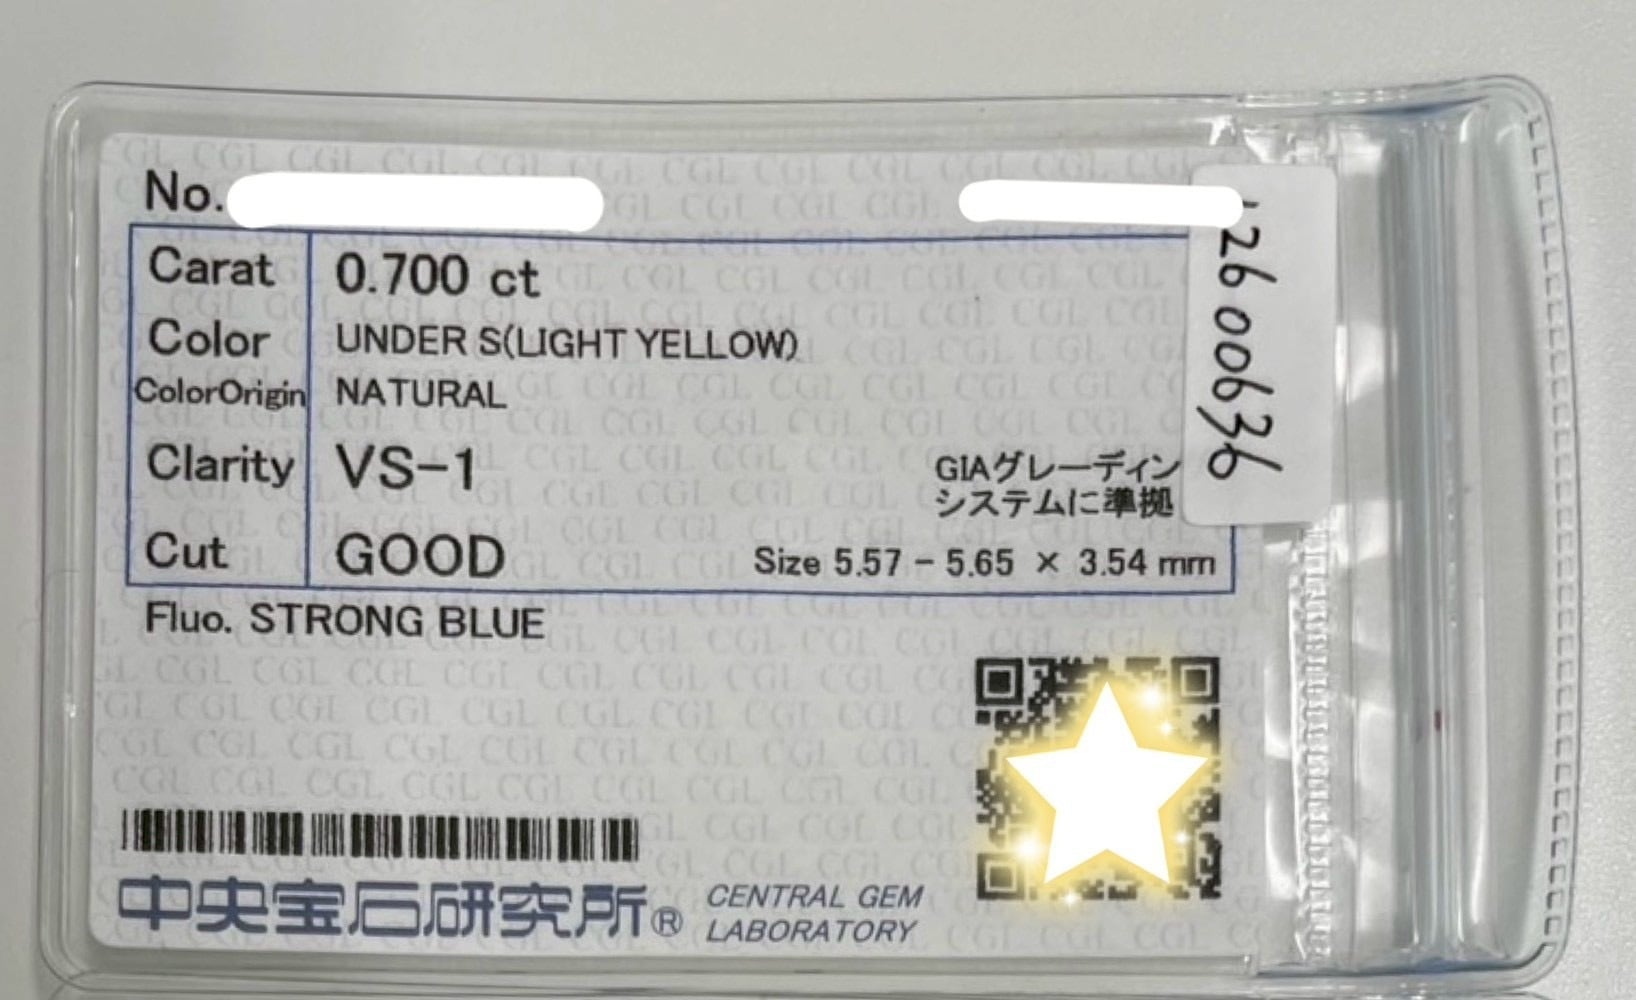 No.
Carat 0.700 ct
Color UNDER S(LIGHT YELLOW)
ColorOrigin NATURAL
Clarity VS-1
GIAグレーディン
システムに準拠
Cut GOOD
Size 5.57 - 5.65 × 3.54 mm
Fluo. STRONG BLUE
中央宝石研究所®
CENTRAL GEM
LABORATORY
2600636